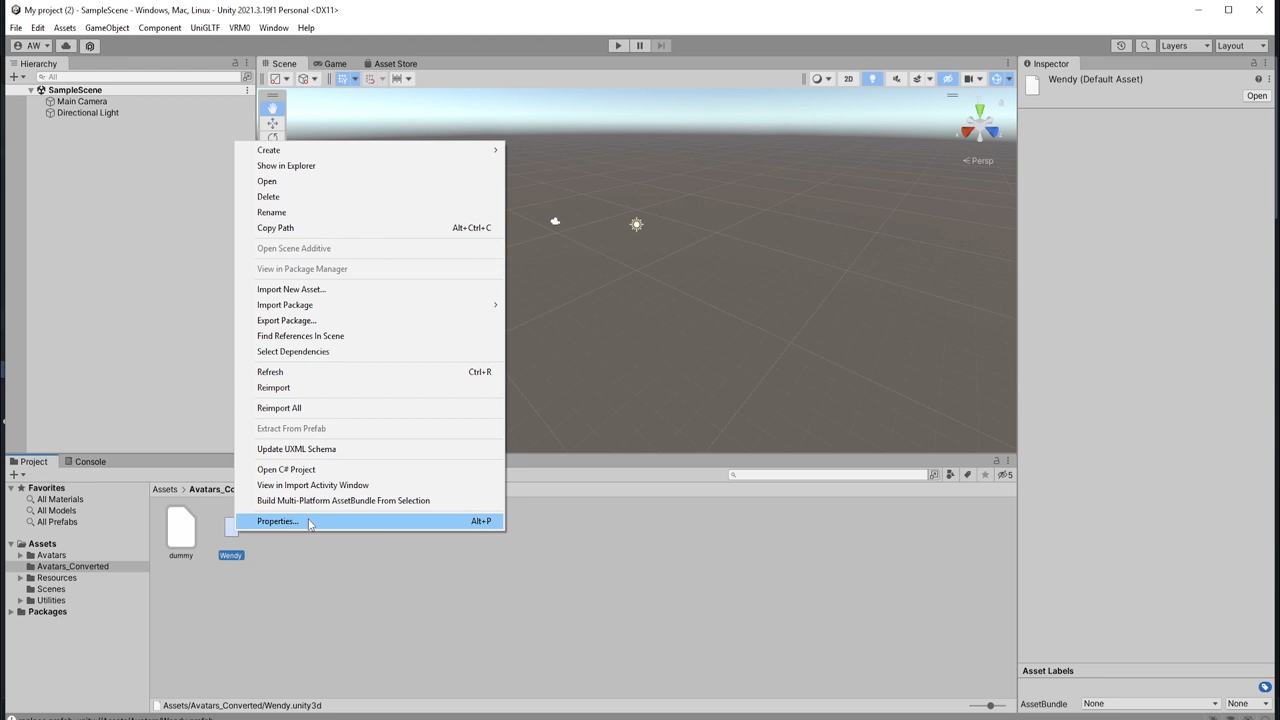 My project (2) - SampleScene - Windows, Mac, Linux - Unity 2021.3.19f1 Personal <DX11>
File Edit Assets GameObject Component UniGLTF VRM0 Window Help
AW Layers Layout
Hierarchy Scene Game Asset Store Inspector
All 2D Wendy (Default Asset)
SampleScene Open
Main Camera
Directional Light
Persp
Create
Show in Explorer
Open
Delete
Rename
Copy Path Alt+Ctrl+C
Open Scene Additive
View in Package Manager
Import New Asset...
Import Package
Export Package...
Find References In Scene
Select Dependencies
Refresh Ctrl+R
Reimport
Reimport All
Extract From Prefab
Update UXML Schema
Open C# Project
View in Import Activity Window
Build Multi-Platform AssetBundle From Selection
Properties... Alt+P
Project Console
5
Favorites
All Materials
All Models
All Prefabs
Assets
Avatars
Avatars_Converted
Resources
Scenes
Utilities
Packages
Assets > Avatars_Co
dummy Wendy
Assets/Avatars_Converted/Wendy.unity3d
Asset Labels
AssetBundle None None